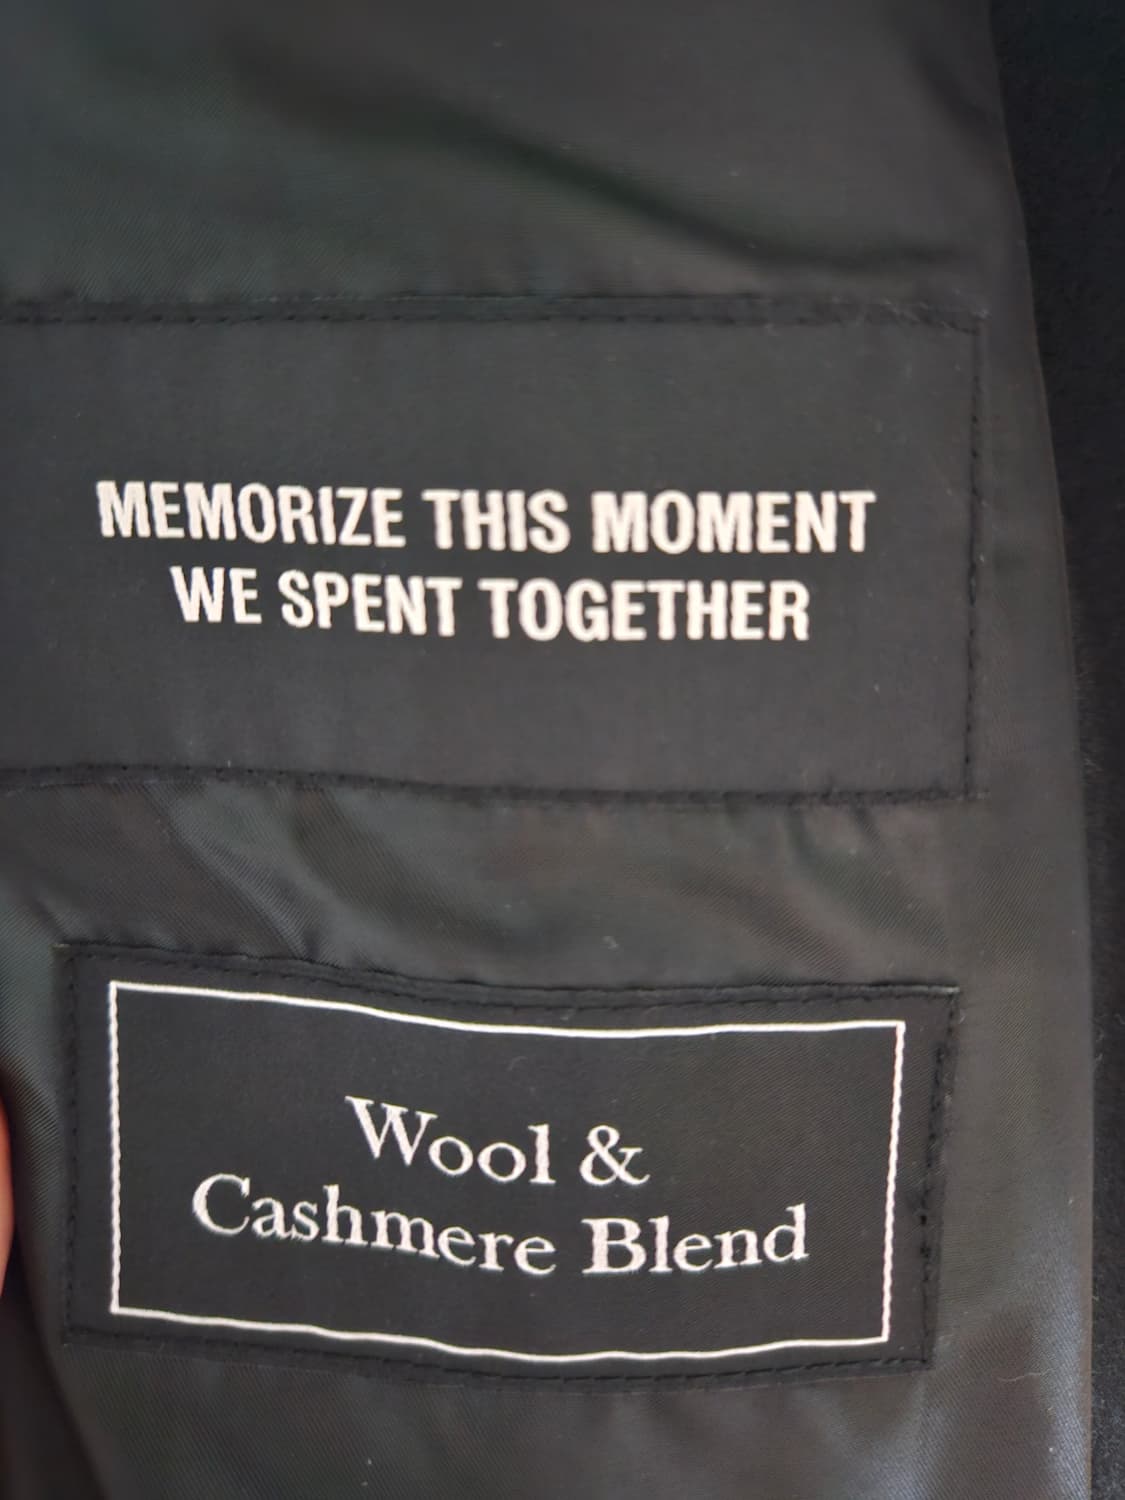 MEMORIZE THIS MOMENT
WE SPENT TOGETHER
Wool &
Cashmere Blend